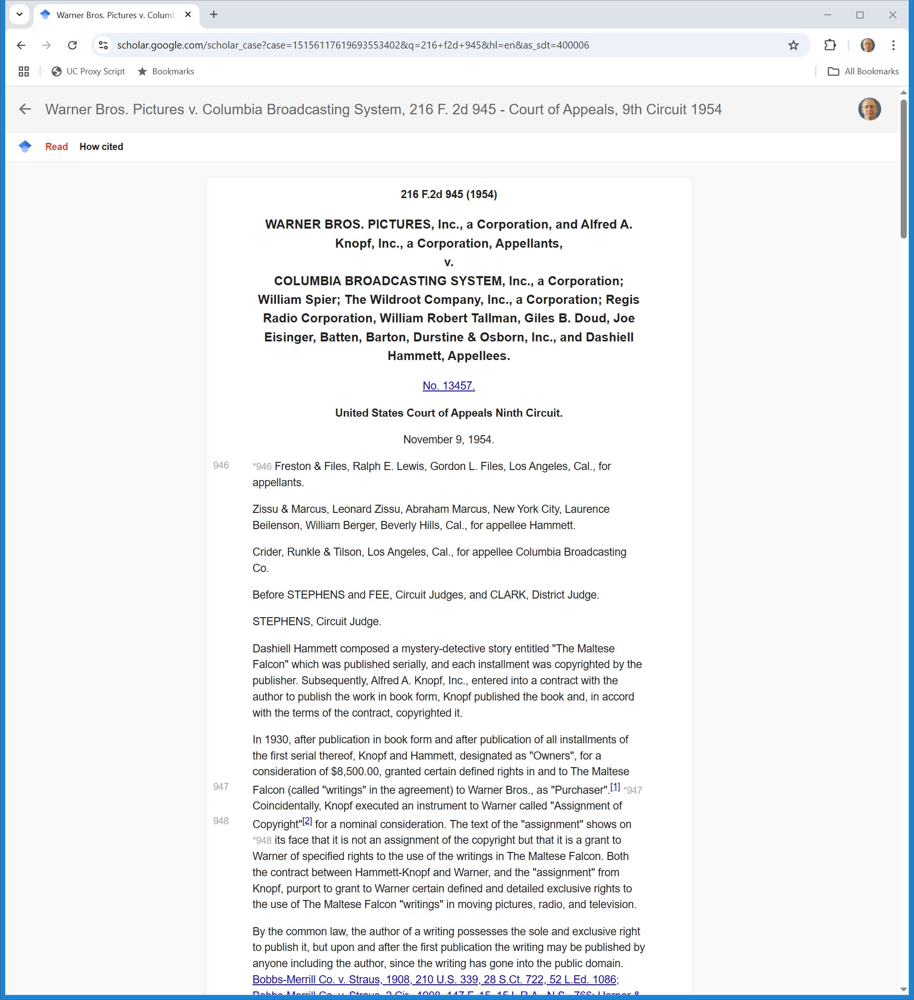 Warner Bros. Pictures v. Columb
scholar.google.com/scholar_case?case=15156117619693553402&q=216+f2d+945&hl=en&as_sdt=400006
UC Proxy Script
Bookmarks
All Bookmarks
Warner Bros. Pictures v. Columbia Broadcasting System, 216 F. 2d 945 - Court of Appeals, 9th Circuit 1954
Read How cited
216 F.2d 945 (1954)
WARNER BROS. PICTURES, Inc., a Corporation, and Alfred A.
Knopf, Inc., a Corporation, Appellants,
v.
COLUMBIA BROADCASTING SYSTEM, Inc., a Corporation;
William Spier; The Wildroot Company, Inc., a Corporation; Regis
Radio Corporation, William Robert Tallman, Giles B. Doud, Joe
Eisinger, Batten, Barton, Durstine & Osborn, Inc., and Dashiell
Hammett, Appellees.
No. 13457.
United States Court of Appeals Ninth Circuit.
November 9, 1954.
946 *946 Freston & Files, Ralph E. Lewis, Gordon L. Files, Los Angeles, Cal., for
appellants.
Zissu & Marcus, Leonard Zissu, Abraham Marcus, New York City, Laurence
Beilenson, William Berger, Beverly Hills, Cal., for appellee Hammett.
Crider, Runkle & Tilson, Los Angeles, Cal., for appellee Columbia Broadcasting
Co.
Before STEPHENS and FEE, Circuit Judges, and CLARK, District Judge.
STEPHENS, Circuit Judge.
Dashiell Hammett composed a mystery-detective story entitled "The Maltese
Falcon" which was published serially, and each installment was copyrighted by the
publisher. Subsequently, Alfred A. Knopf, Inc., entered into a contract with the
author to publish the work in book form, Knopf published the book and, in accord
with the terms of the contract, copyrighted it.
In 1930, after publication in book form and after publication of all installments of
the first serial thereof, Knopf and Hammett, designated as "Owners", for a
consideration of $8,500.00, granted certain defined rights in and to The Maltese
947 Falcon (called "writings" in the agreement) to Warner Bros., as "Purchaser".[1] *947
Coincidentally, Knopf executed an instrument to Warner called "Assignment of
948 Copyright"[2] for a nominal consideration. The text of the "assignment" shows on
*948 its face that it is not an assignment of the copyright but that it is a grant to
Warner of specified rights to the use of the writings in The Maltese Falcon. Both
the contract between Hammett-Knopf and Warner, and the "assignment" from
Knopf, purport to grant to Warner certain defined and detailed exclusive rights to
the use of The Maltese Falcon "writings" in moving pictures, radio, and television.
By the common law, the author of a writing possesses the sole and exclusive right
to publish it, but upon and after the first publication the writing may be published by
anyone including the author, since the writing has gone into the public domain.
Bobbs-Merrill Co. v. Straus, 1908, 210 U.S. 339, 28 S.Ct. 722, 52 L.Ed. 1086;
Bobbs-Merrill Co. v. Straus, 2 Cir., 1908, 147 F. 15, 15 L.R.A., N.S., 766; Harper &